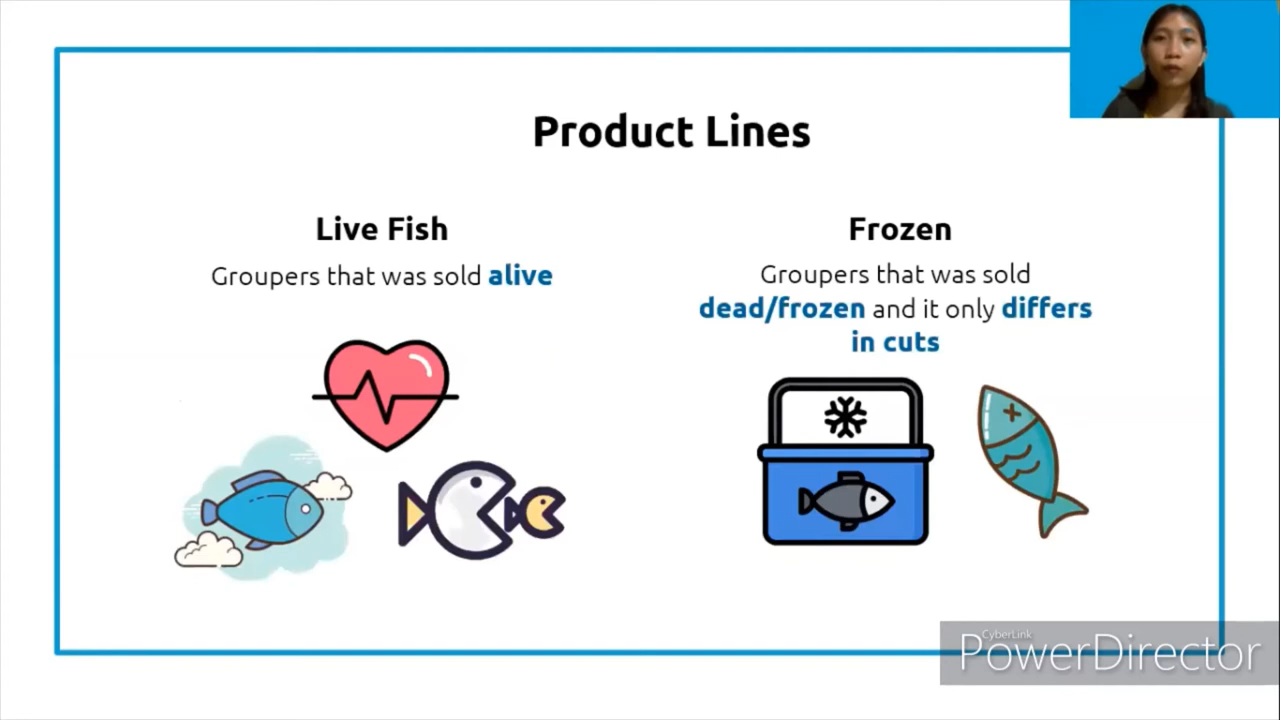 Product Lines
Live Fish
Groupers that was sold alive
Frozen
Groupers that was sold
dead/frozen and it only differs
in cuts
CyberLink
PowerDirector